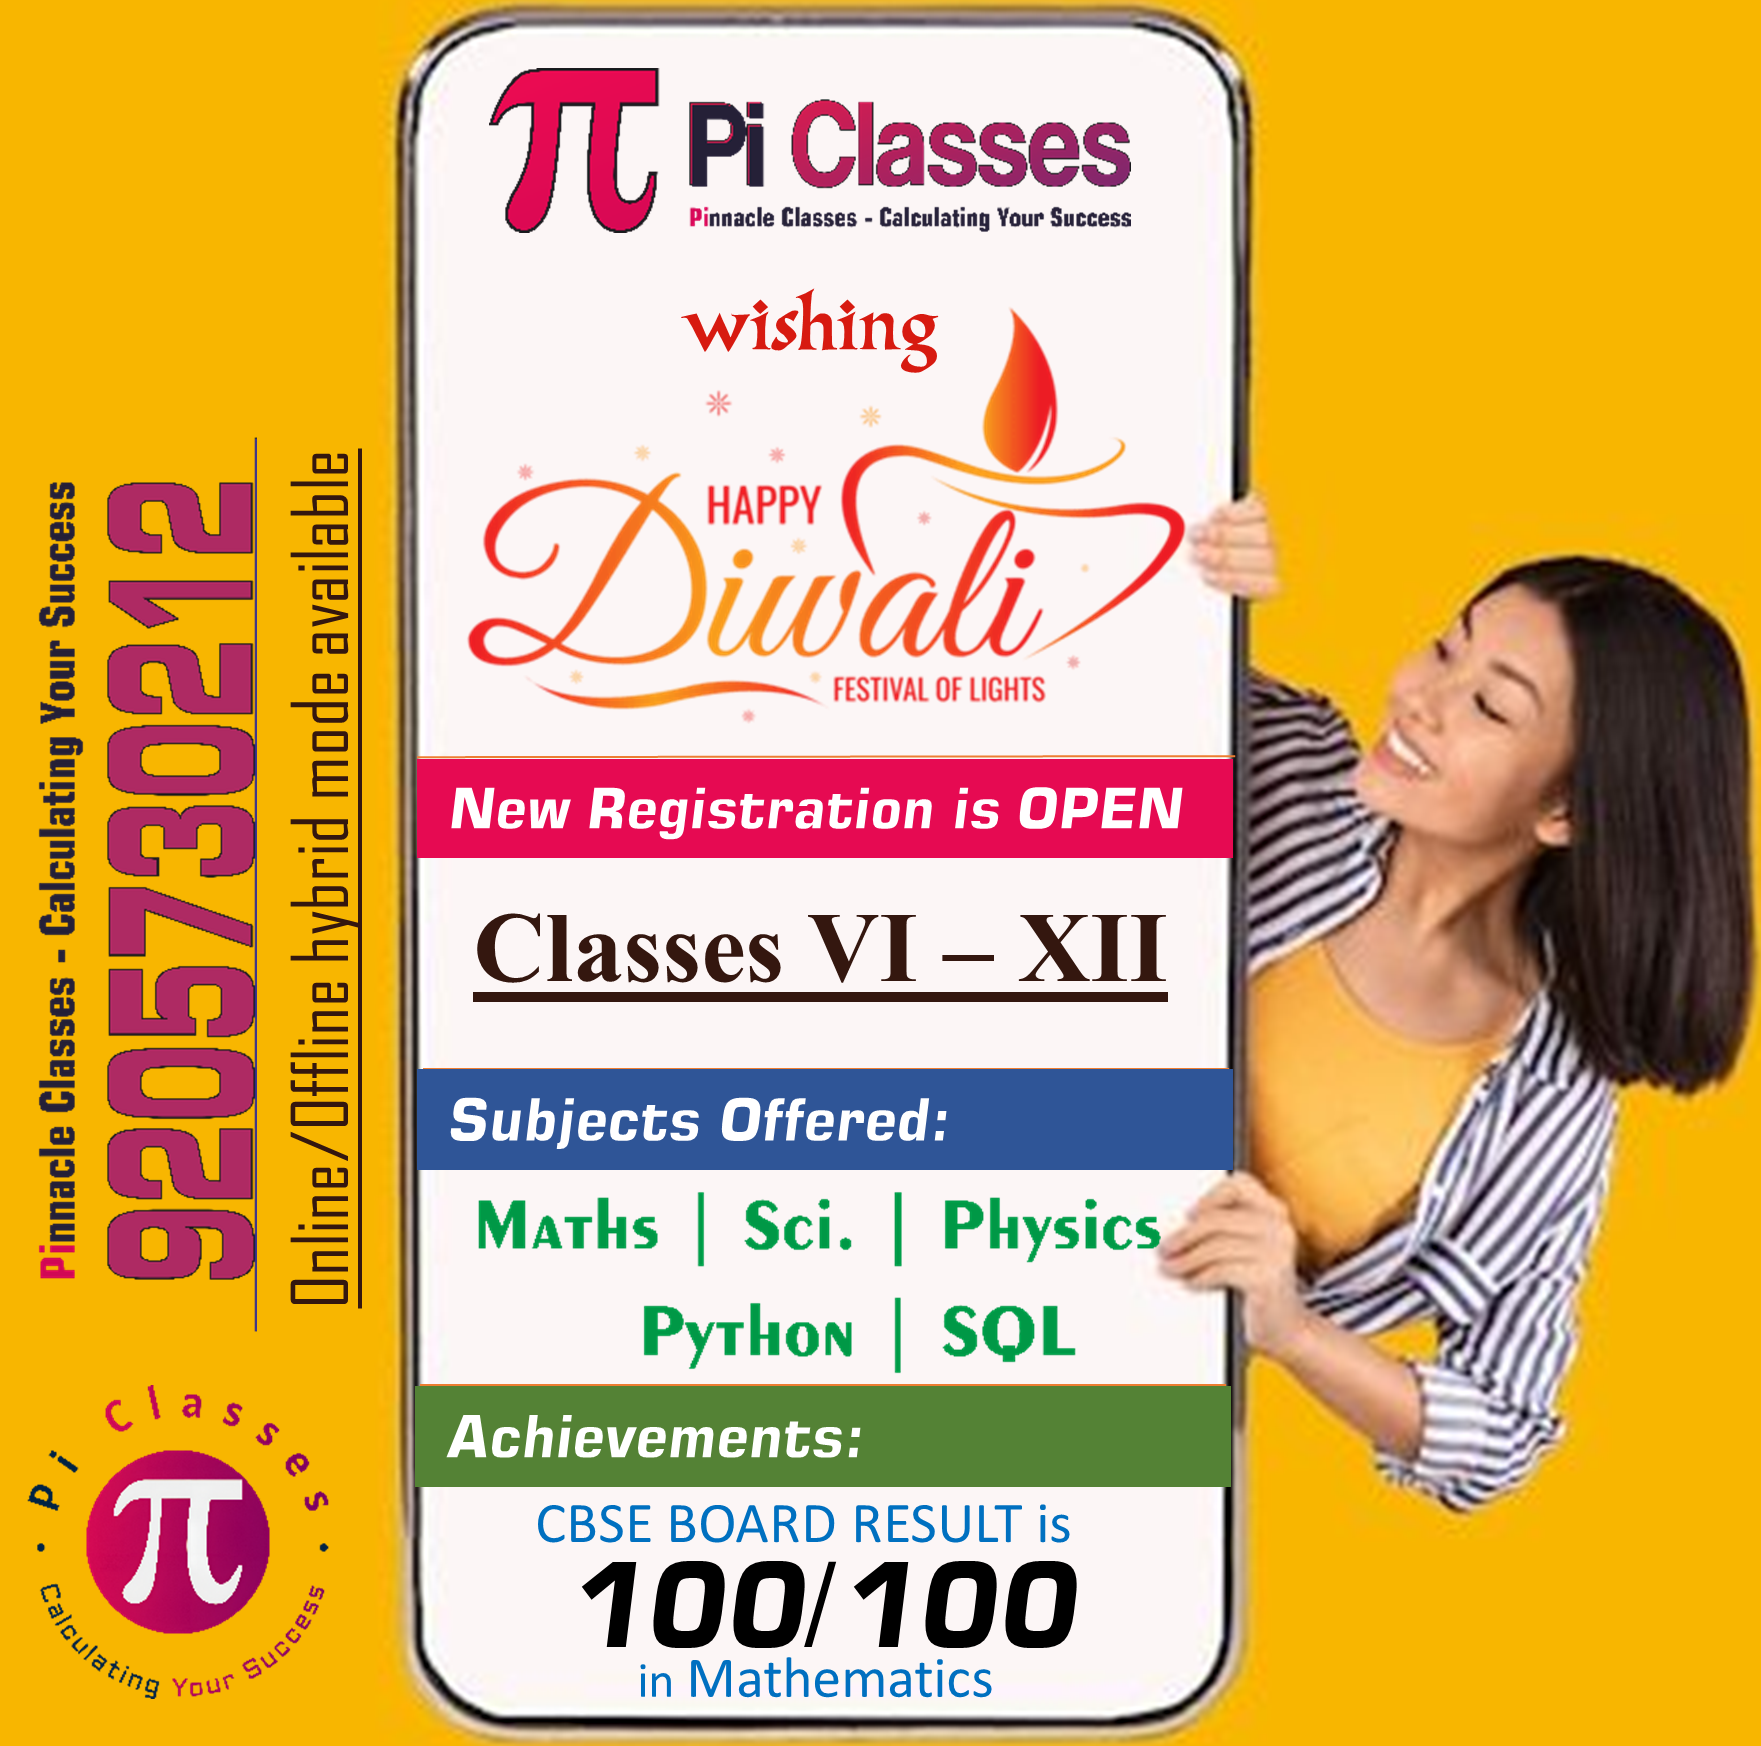 π Pi Classes
Pinnacle Classes - Calculating Your Success
wishing
HAPPY
Diwali
FESTIVAL OF LIGHTS
New Registration is OPEN
Classes VI – XII
Subjects Offered:
Maths | Sci. | Physics
Python | SQL
Achievements:
CBSE BOARD RESULT is
100/100
in Mathematics
Pinnacle Classes - Calculating Your Success
9205730212
Online/Offline hybrid mode available
· Pi Classes ·
π
Calculating Your Success